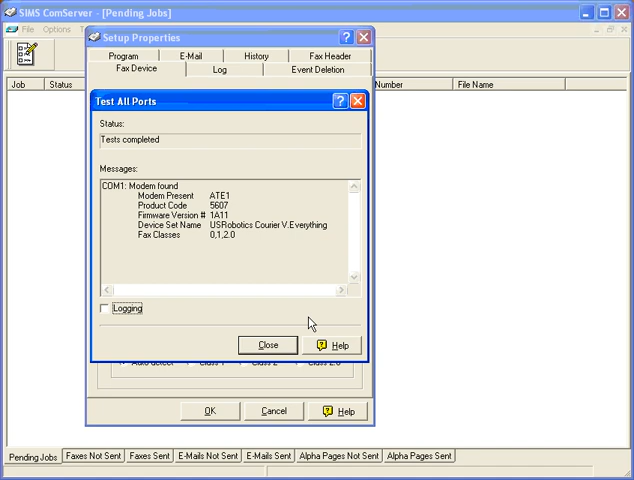 SIMS ComServer - [Pending Jobs]
File Options
Setup Properties
Program E-Mail History Fax Header
Fax Device Log Event Deletion
Job Status Number File Name
Test All Ports
Status:
Tests completed
Messages:
COM1: Modem found
Modem Present ATE1
Product Code 5607
Firmware Version # 1A11
Device Set Name USRobotics Courier V.Everything
Fax Classes 0,1,2.0
Logging
Close Help
Auto detect Class 1 Class 2 Class 2.0
OK Cancel Help
Pending Jobs Faxes Not Sent Faxes Sent E-Mails Not Sent E-Mails Sent Alpha Pages Not Sent Alpha Pages Sent